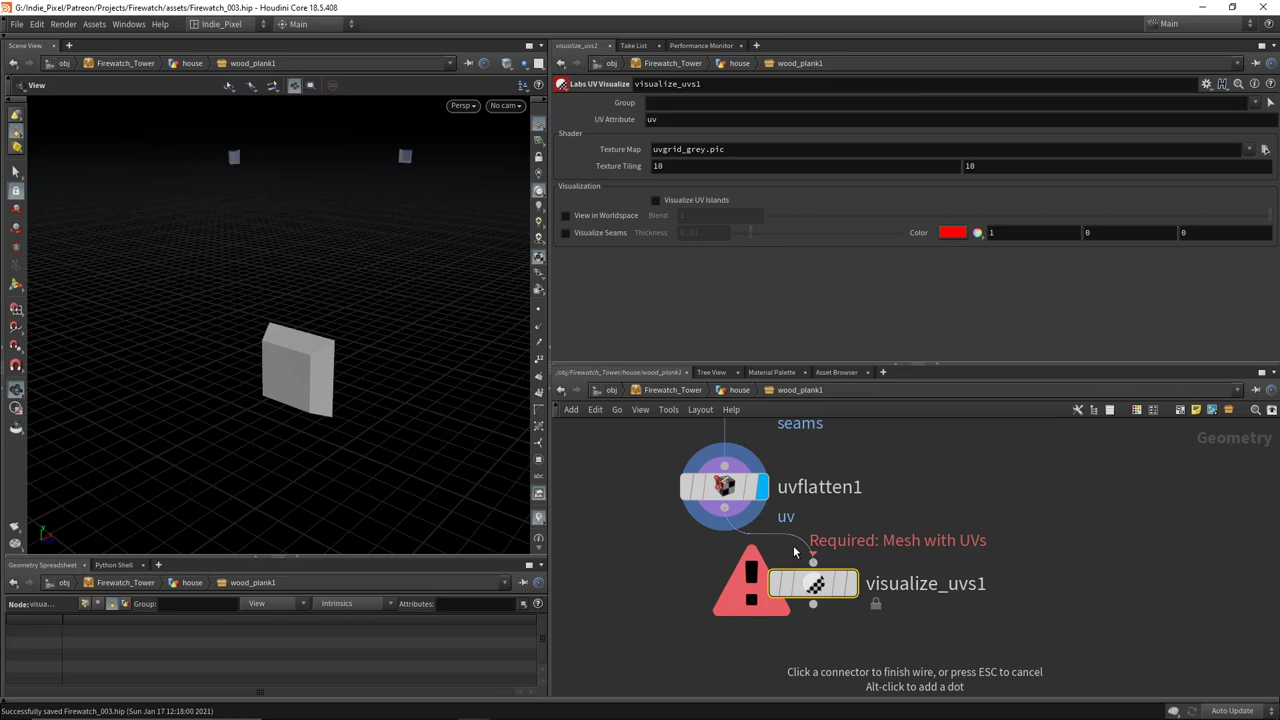 G:/Indie_Pixel/Patreon/Projects/Firewatch/assets/Firewatch_003.hip - Houdini Core 18.5.408
File Edit Render Assets Windows Help Indie_Pixel Main Main
Scene View
visualize_uvs1 Take List Performance Monitor
obj Firewatch_Tower house wood_plank1
obj Firewatch_Tower house wood_plank1
View
Labs UV Visualize visualize_uvs1
Persp No cam
Group
UV Attribute uv
Shader
Texture Map uvgrid_grey.pic
Texture Tiling 10 10
Visualization
Visualize UV Islands
View in Worldspace Blend 1
Visualize Seams Thickness 0.01 Color 1 0 0
/obj/Firewatch_Tower/house/wood_plank1 Tree View Material Palette Asset Browser
obj Firewatch_Tower house wood_plank1
Add Edit Go View Tools Layout Help
seams
Geometry
uvflatten1
uv
Required: Mesh with UVs
visualize_uvs1
Click a connector to finish wire, or press ESC to cancel
Alt-click to add a dot
Geometry Spreadsheet Python Shell
obj Firewatch_Tower house wood_plank1
Node: visua... Group: View Intrinsics Attributes:
Successfully saved Firewatch_003.hip (Sun Jan 17 12:18:00 2021)
Auto Update